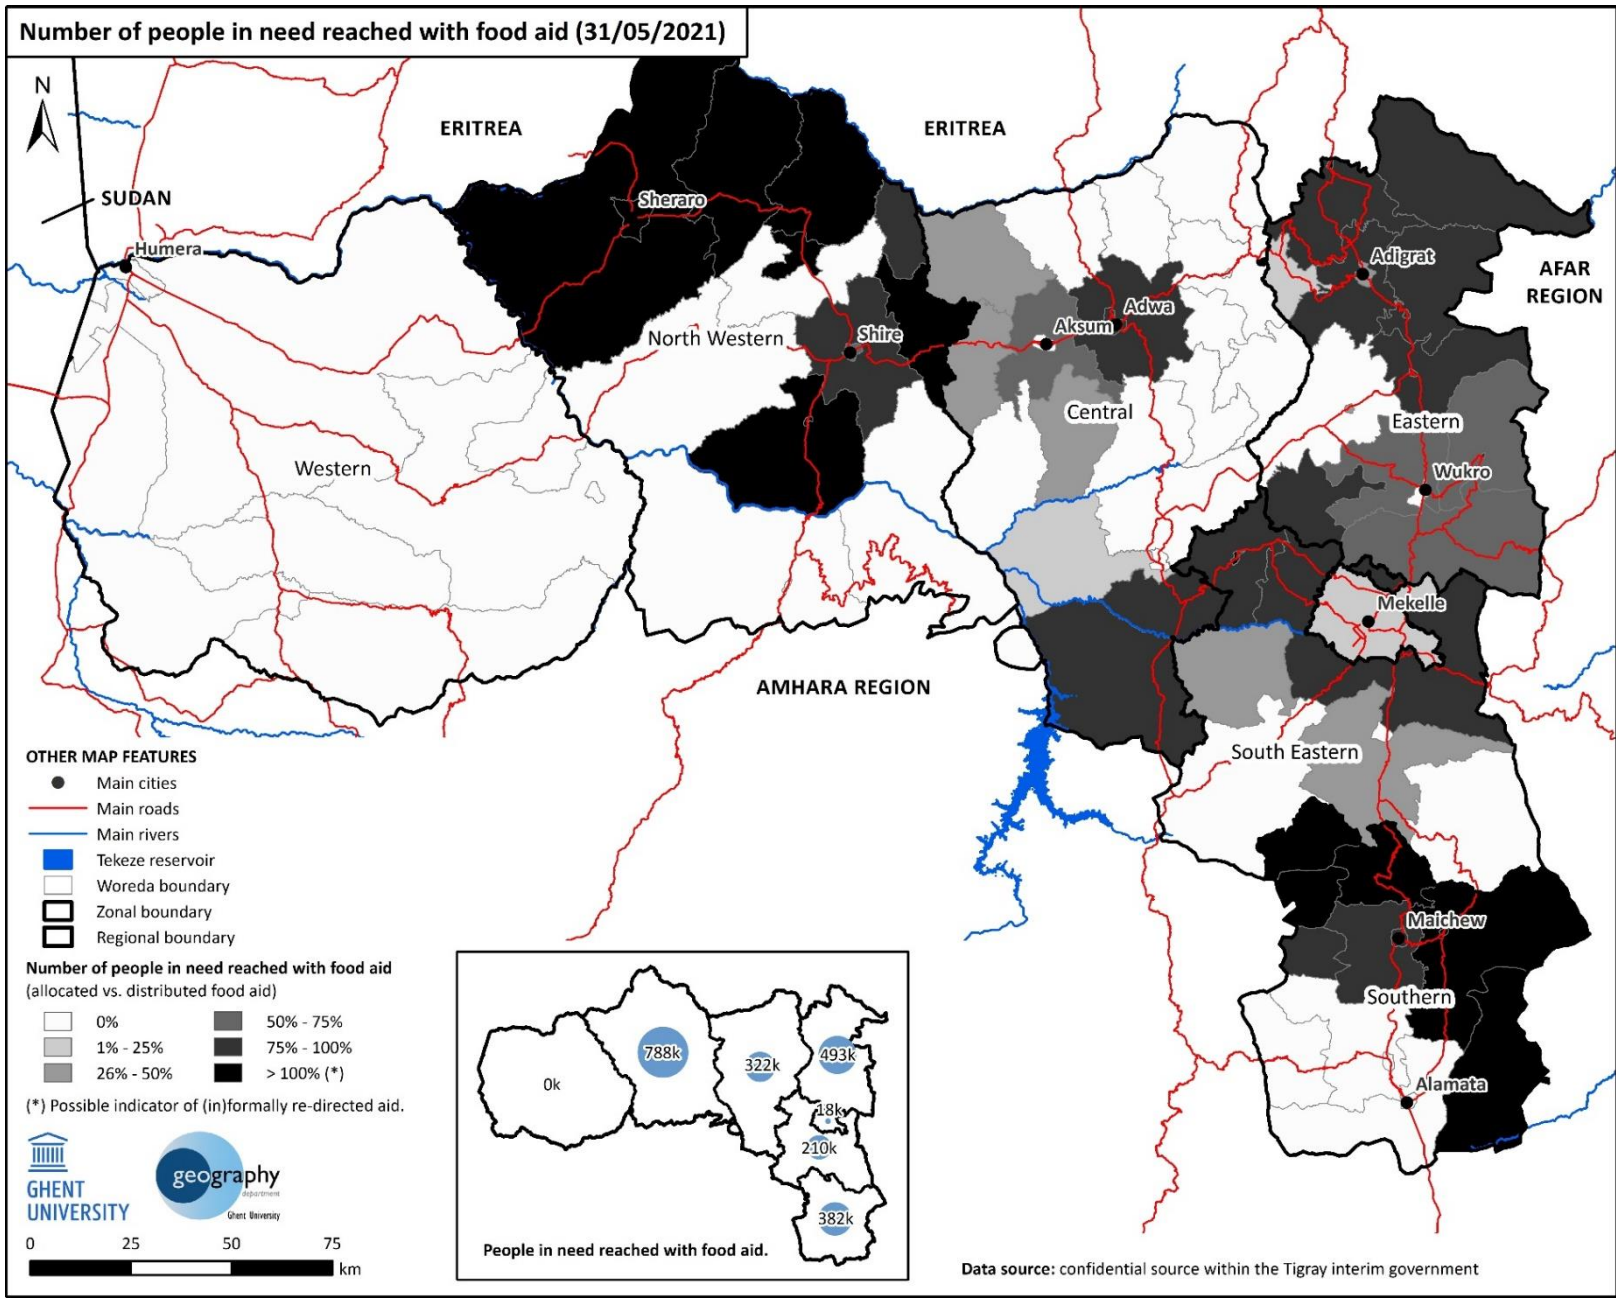 Number of people in need reached with food aid (31/05/2021)
N
ERITREA
ERITREA
SUDAN
Sheraro
Humera
Adigrat
AFAR
REGION
Adwa
Aksum
Shire
North Western
Central
Eastern
Western
Wukro
Mekelle
AMHARA REGION
South Eastern
Maichew
Southern
Alamata
OTHER MAP FEATURES
Main cities
Main roads
Main rivers
Tekeze reservoir
Woreda boundary
Zonal boundary
Regional boundary
Number of people in need reached with food aid
(allocated vs. distributed food aid)
0%
50% - 75%
1% - 25%
75% - 100%
26% - 50%
> 100% (*)
(*) Possible indicator of (in)formally re-directed aid.
GHENT
UNIVERSITY
geography
department
Ghent University
0 25 50 75
km
0k
788k
322k
493k
18k
210k
382k
People in need reached with food aid.
Data source: confidential source within the Tigray interim government